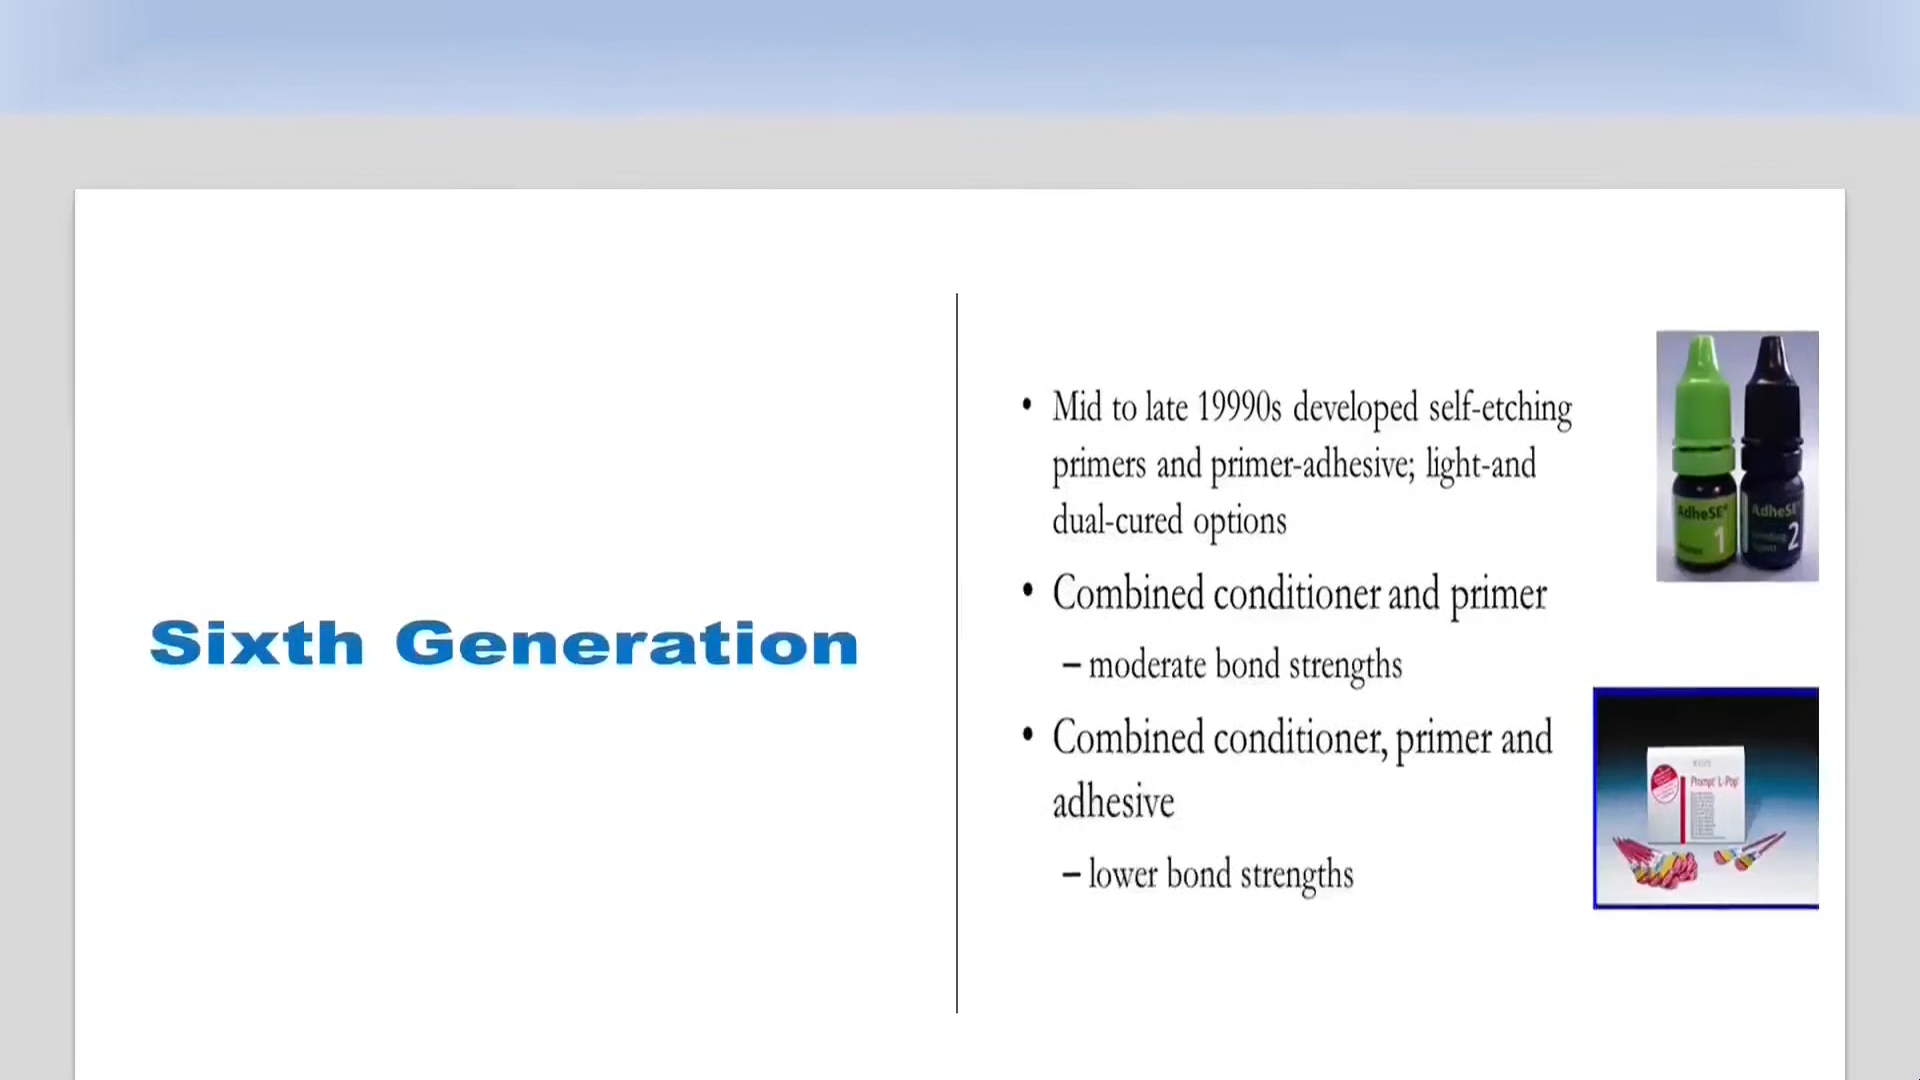 Sixth Generation
• Mid to late 19990s developed self-etching
primers and primer-adhesive; light-and
dual-cured options
• Combined conditioner and primer
– moderate bond strengths
• Combined conditioner, primer and
adhesive
– lower bond strengths
AdheSE
1
AdheSE
2
Prompt L-Pop